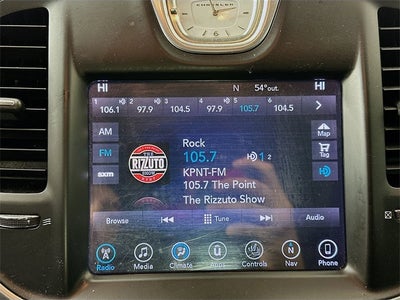 CHRYSLER
HI N 54°out. HI
1 2 3 4 5 6
106.1 97.9 104.5 97.9 105.7 104.5
AM
FM
sxm
THE
RIZZUTO
SHOW
Rock
105.7 HD 1 2
KPNT-FM
105.7 The Point
The Rizzuto Show
Map
Tag
Browse Tune Audio
Radio Media Climate Apps Controls Nav Phone